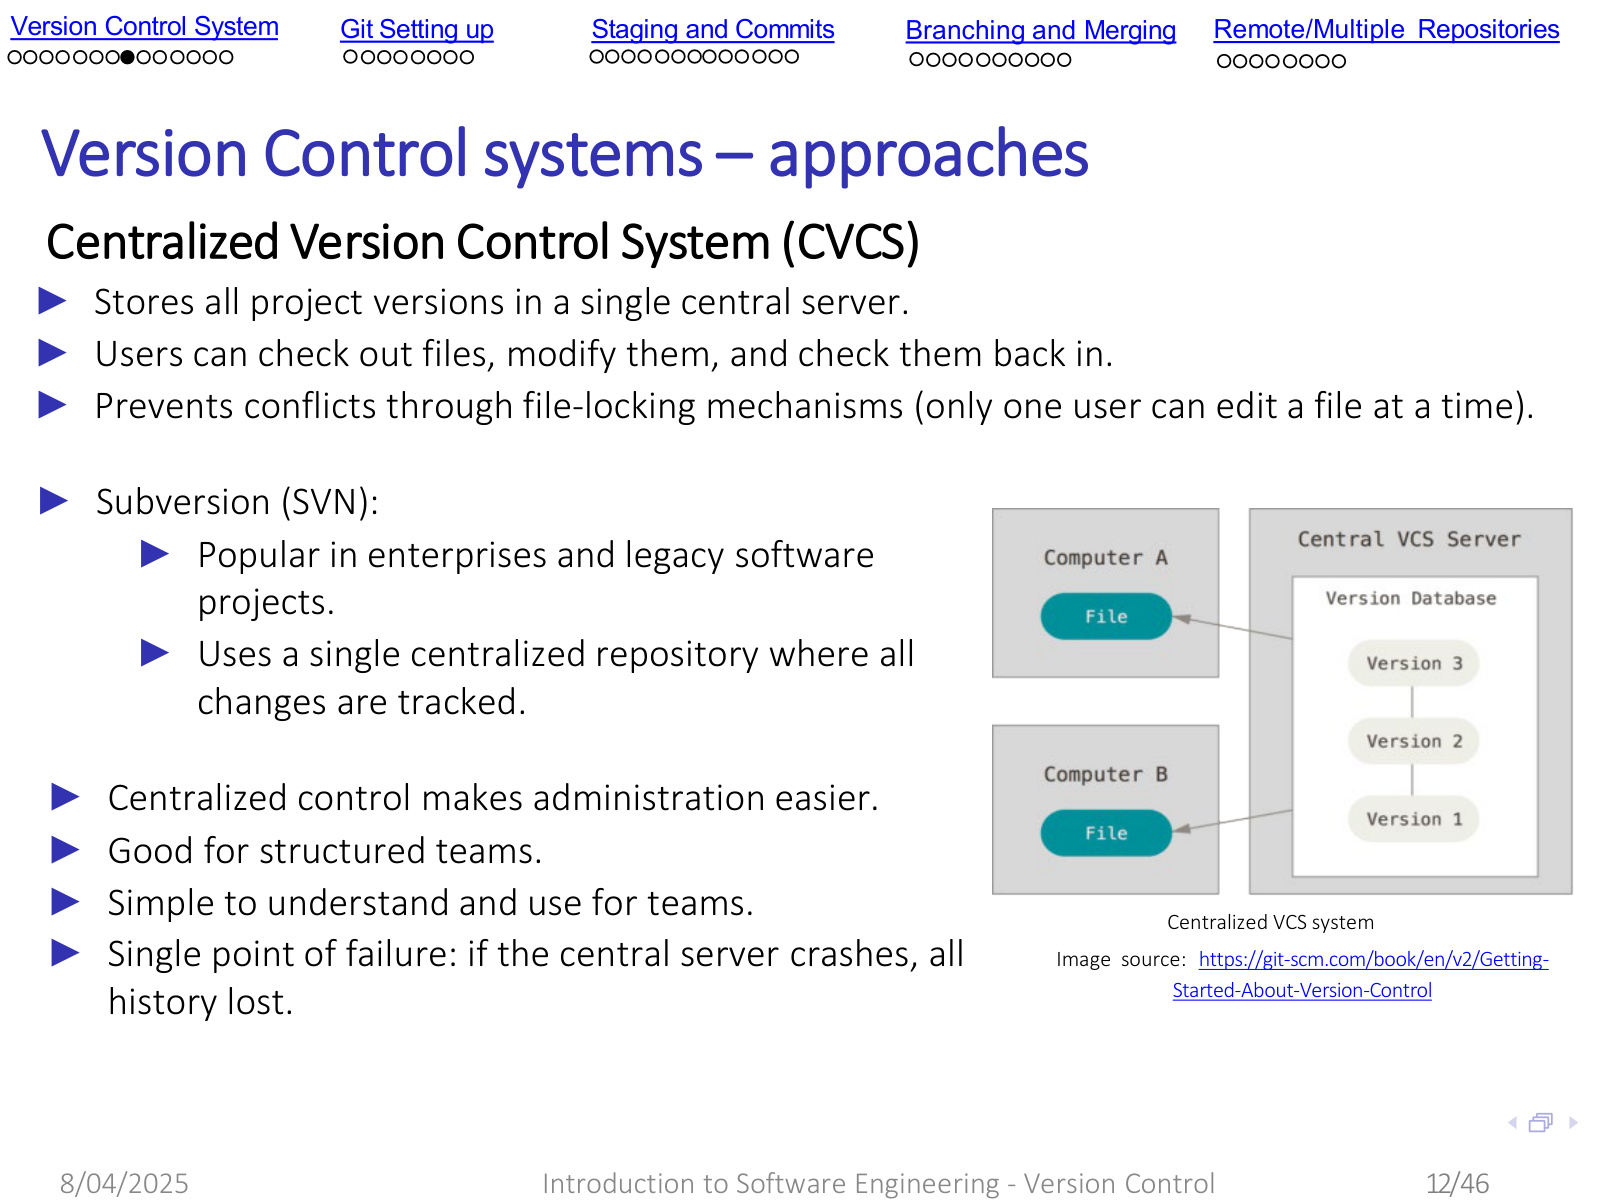 Version Control System
Git Setting up
Staging and Commits
Branching and Merging
Remote/Multiple Repositories
Version Control systems – approaches
Centralized Version Control System (CVCS)
Stores all project versions in a single central server.
Users can check out files, modify them, and check them back in.
Prevents conflicts through file-locking mechanisms (only one user can edit a file at a time).
Subversion (SVN):
Popular in enterprises and legacy software
projects.
Uses a single centralized repository where all
changes are tracked.
Centralized control makes administration easier.
Good for structured teams.
Simple to understand and use for teams.
Single point of failure: if the central server crashes, all
history lost.
Computer A
File
Computer B
File
Central VCS Server
Version Database
Version 3
Version 2
Version 1
Centralized VCS system
Image source: https://git-scm.com/book/en/v2/Getting-
Started-About-Version-Control
8/04/2025
Introduction to Software Engineering - Version Control
12/46